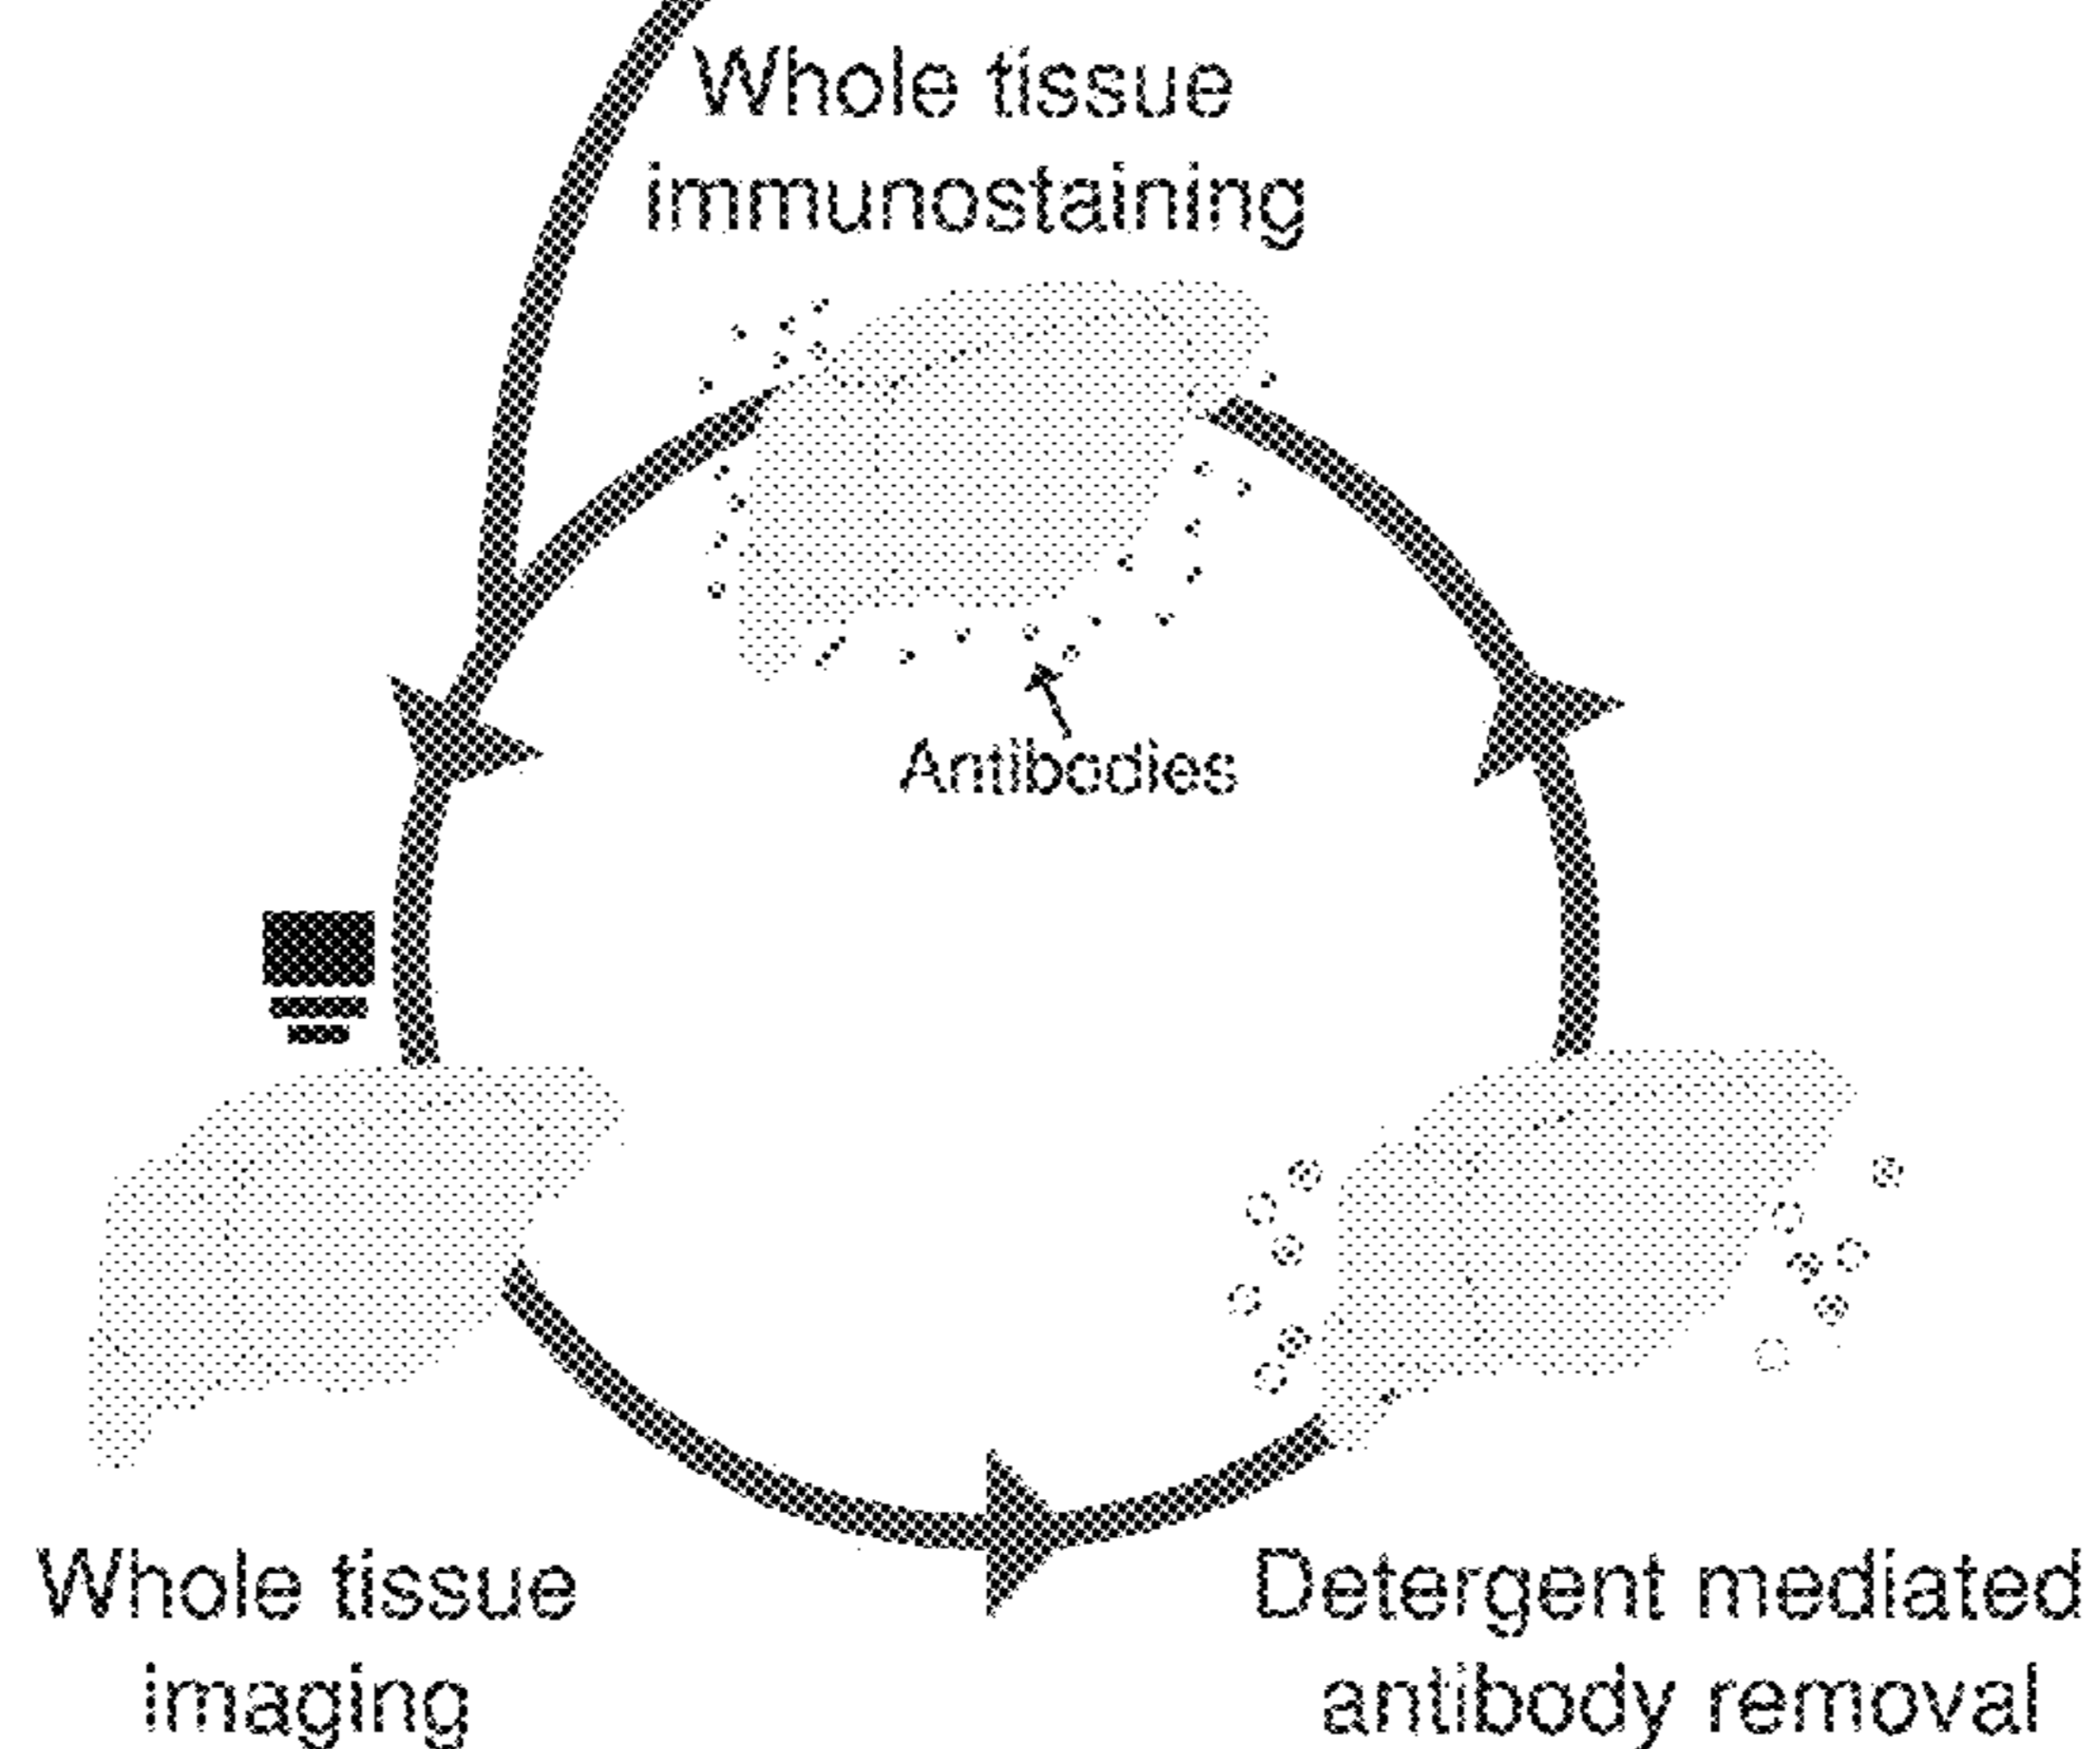 Whole tissue
immunostaining
Antibodies
Whole tissue
imaging
Detergent mediated
antibody removal